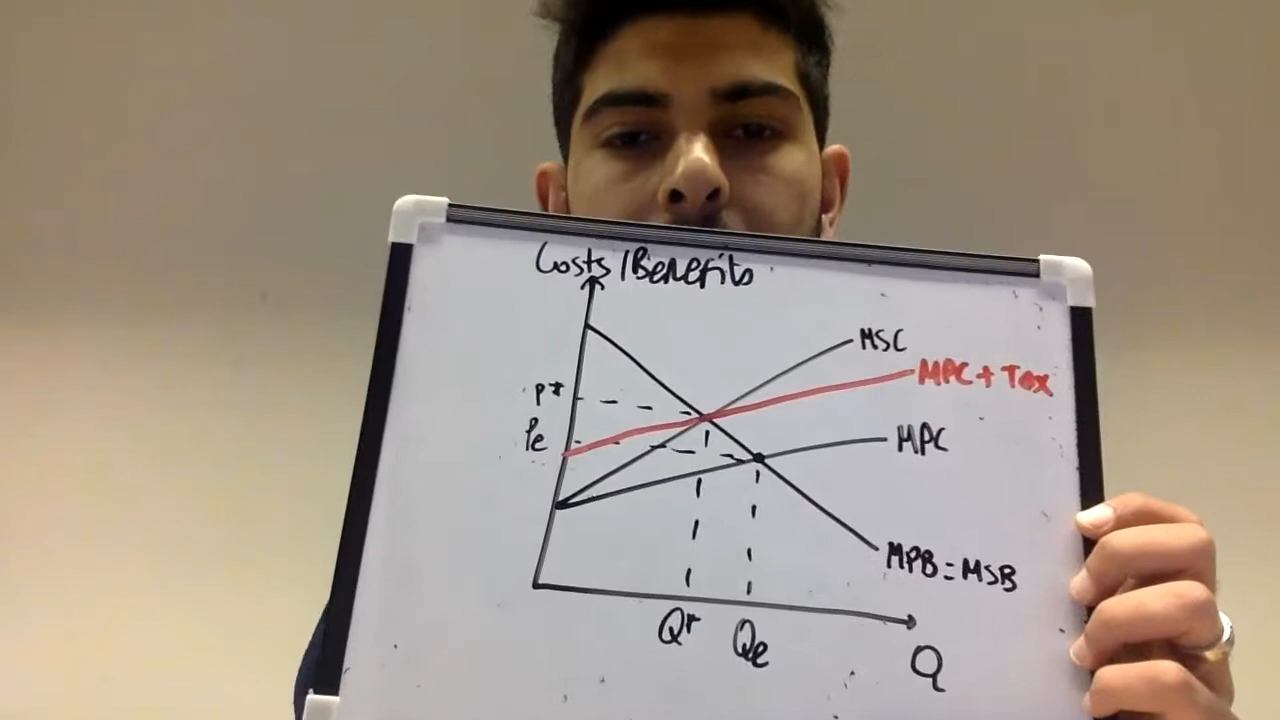 Costs/Benefits
MSC
MPC + Tax
P*
Pe
MPC
MPB = MSB
Q*
Qe
Q